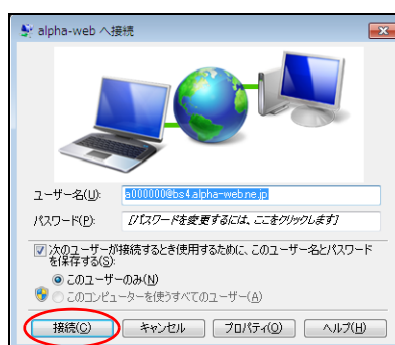 alpha-web へ接続
ユーザー名(U): a000000@bs4.alpha-web.ne.jp
パスワード(P): [パスワードを変更するには、ここをクリックします]
次のユーザーが接続するとき使用するために、このユーザー名とパスワード
を保存する(S):
このユーザーのみ(N)
このコンピューターを使うすべてのユーザー(A)
接続(C) キャンセル プロパティ(O) ヘルプ(H)